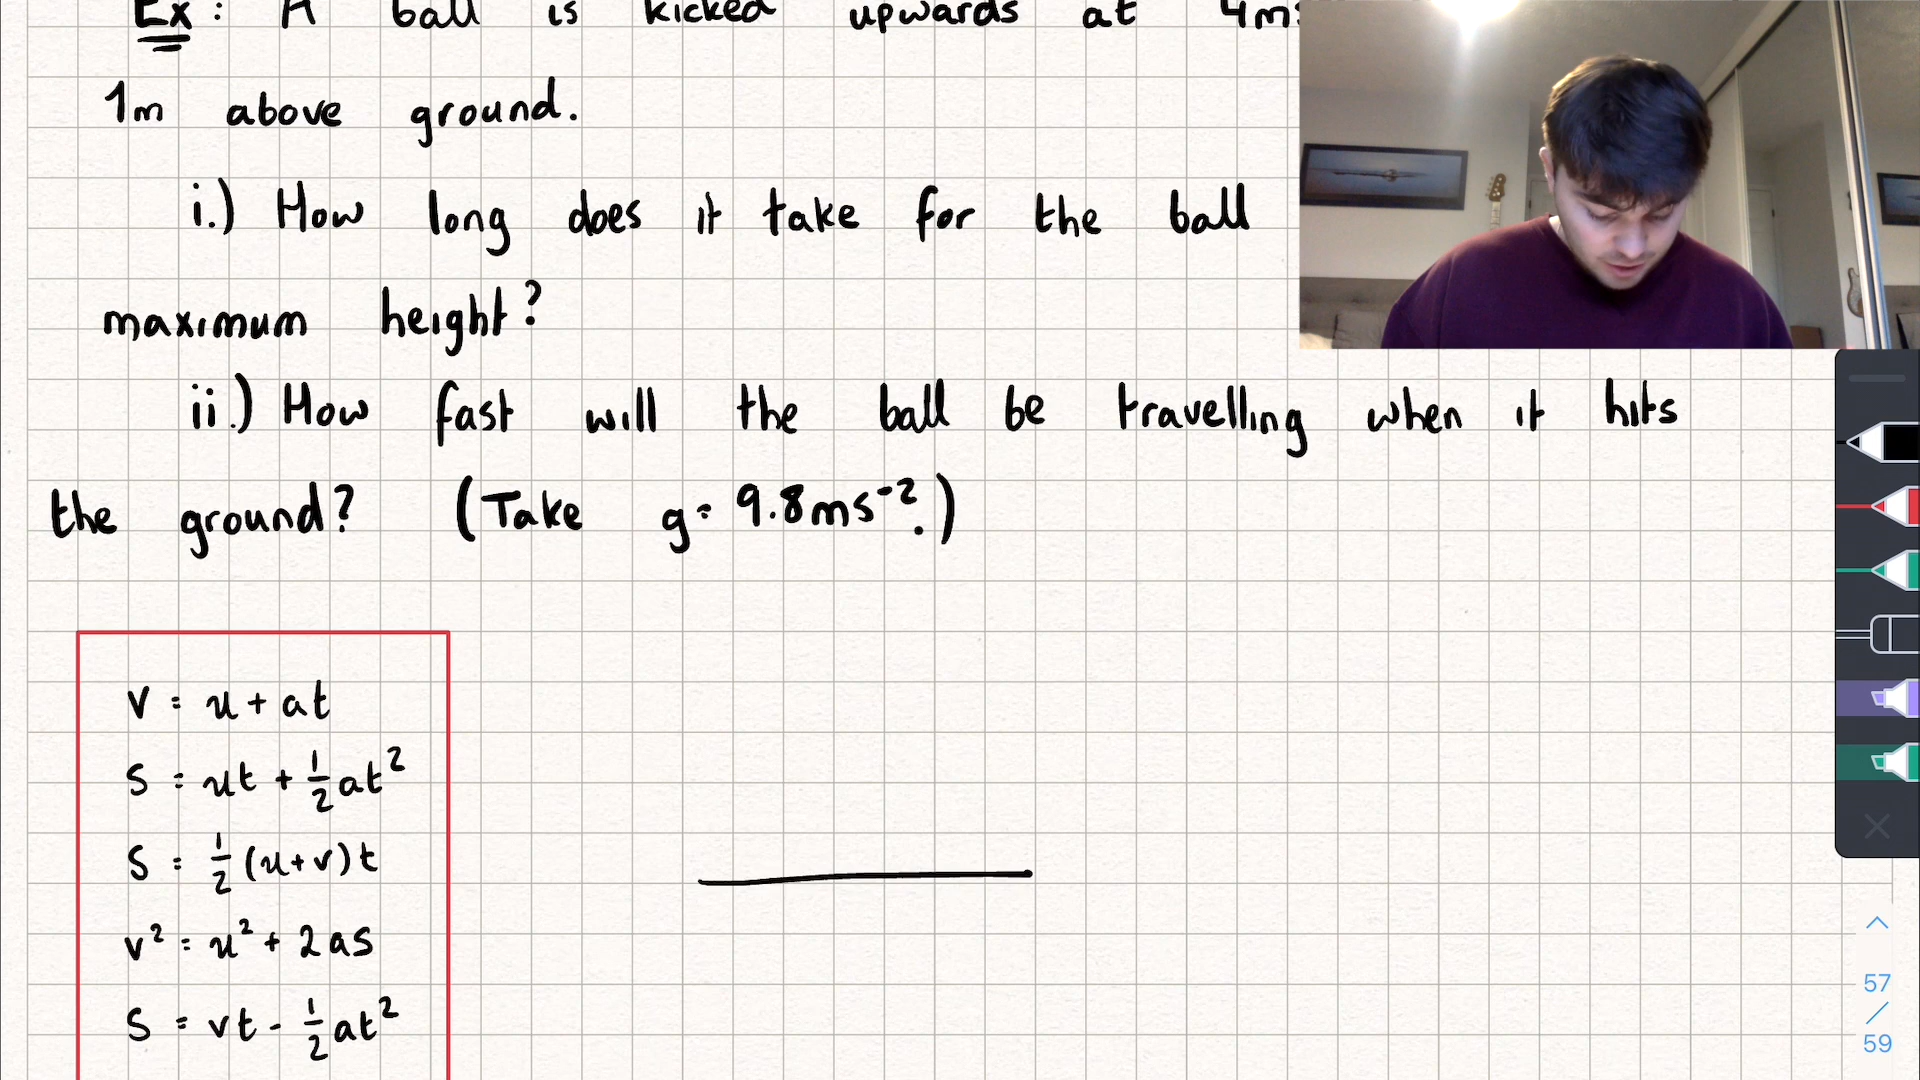 Ex: A ball is kicked upwards at 4m
1m above ground.
i.) How long does it take for the ball
maximum height?
ii.) How fast will the ball be travelling when it hits
the ground? (Take g = 9.8ms⁻².)
v = u + at
s = ut + ½at²
s = ½(u+v)t
v² = u² + 2as
s = vt - ½at²
57
/
59